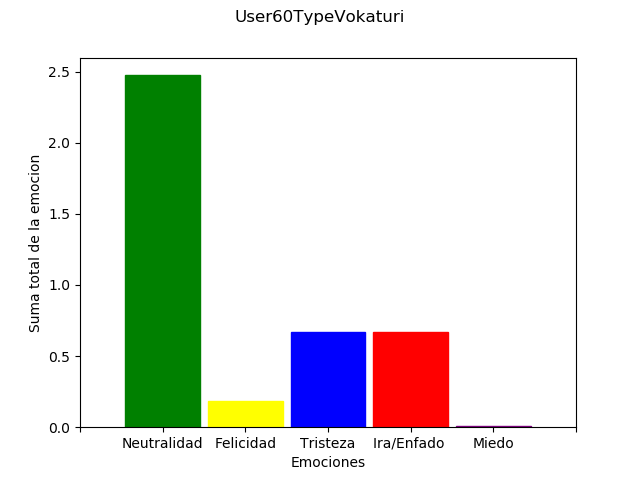 User60TypeVokaturi
2.5
2.0
1.5
1.0
0.5
0.0
Suma total de la emocion
Neutralidad Felicidad Tristeza Ira/Enfado Miedo
Emociones